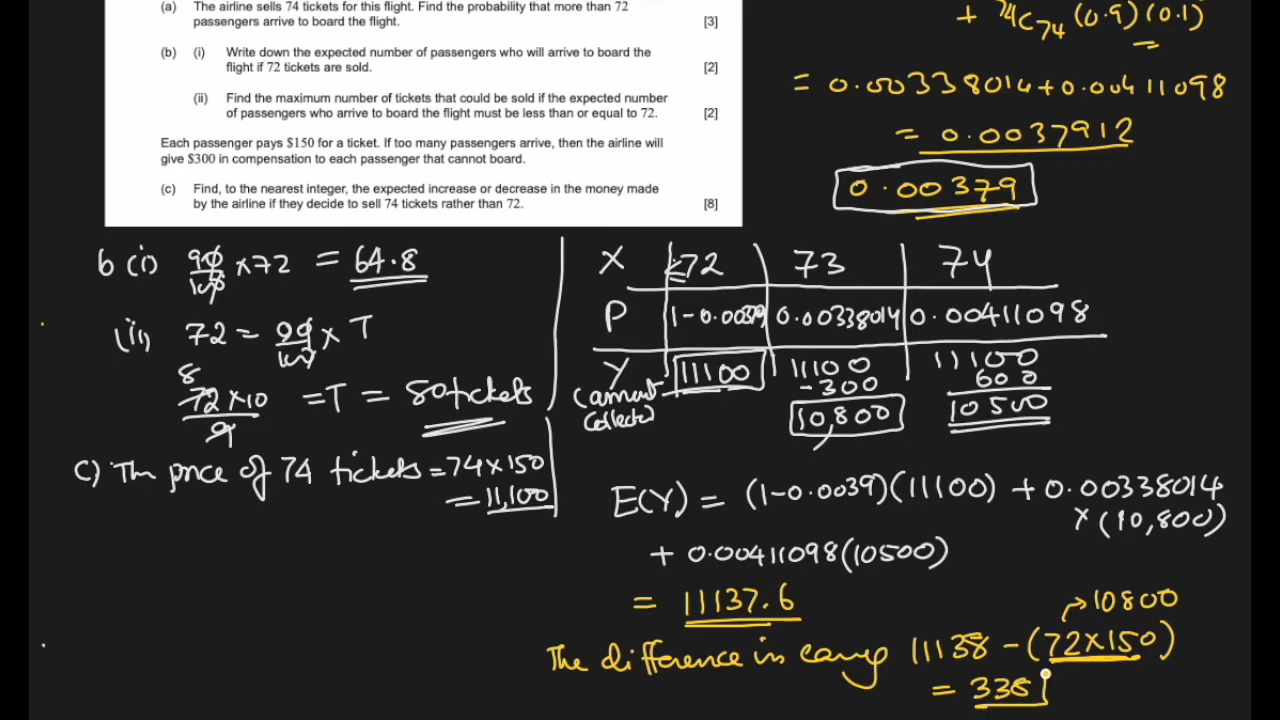 (a) The airline sells 74 tickets for this flight. Find the probability that more than 72
passengers arrive to board the flight. [3]
(b) (i) Write down the expected number of passengers who will arrive to board the
flight if 72 tickets are sold. [2]
(ii) Find the maximum number of tickets that could be sold if the expected number
of passengers who arrive to board the flight must be less than or equal to 72. [2]
Each passenger pays $150 for a ticket. If too many passengers arrive, then the airline will
give $300 in compensation to each passenger that cannot board.
(c) Find, to the nearest integer, the expected increase or decrease in the money made
by the airline if they decide to sell 74 tickets rather than 72. [8]
+ 74C74 (0.9) (0.1)
= 0.00338014 + 0.00411098
= 0.0037912
0.00379
b (i) 90/100 × 72 = 64.8
(ii) 72 = 90/100 × T
8
72 × 10 / 9 = T = 80 tickets
c) The price of 74 tickets = 74 × 150
= 11,100
X ≤72 73 74
P 1-0.0039 0.00338014 0.00411098
Y 11100 11100 11100
(amount -300 600
collected) 10,800 10500
E(Y) = (1-0.0039)(11100) + 0.00338014
× (10,800)
+ 0.00411098(10500)
= 11137.6
→10800
The difference in 11138 - (72×150)
= 338